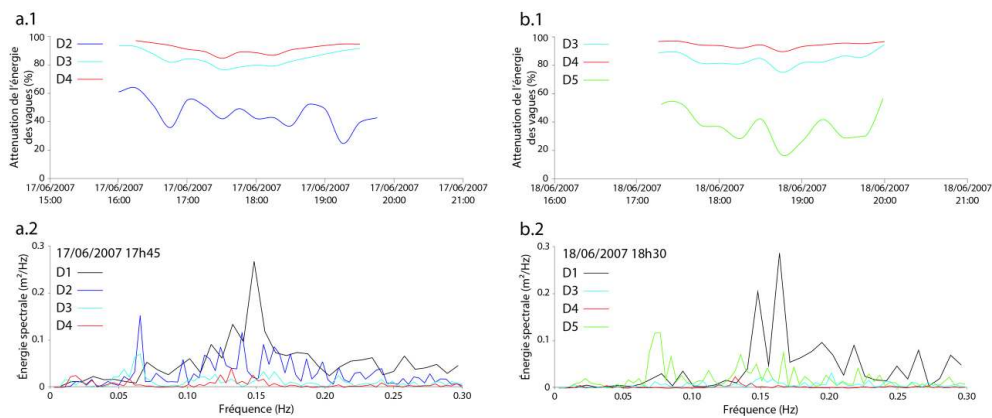 a.1
Attenuation de l'énergie
des vagues (%)
100
80
60
40
20
0
D2
D3
D4
17/06/2007 17/06/2007 17/06/2007 17/06/2007 17/06/2007 17/06/2007 17/06/2007
15:00 16:00 17:00 18:00 19:00 20:00 21:00
b.1
Attenuation de l'énergie
des vagues (%)
100
80
60
40
20
0
D3
D4
D5
18/06/2007 18/06/2007 18/06/2007 18/06/2007 18/06/2007 18/06/2007
16:00 17:00 18:00 19:00 20:00 21:00
a.2
Énergie spectrale (m²/Hz)
0.3
0.2
0.1
0
17/06/2007 17h45
D1
D2
D3
D4
0 0.05 0.10 0.15 0.20 0.25 0.30
Fréquence (Hz)
b.2
Énergie spectrale (m²/Hz)
0.3
0.2
0.1
0
18/06/2007 18h30
D1
D3
D4
D5
0 0.05 0.10 0.15 0.20 0.25 0.30
Fréquence (Hz)